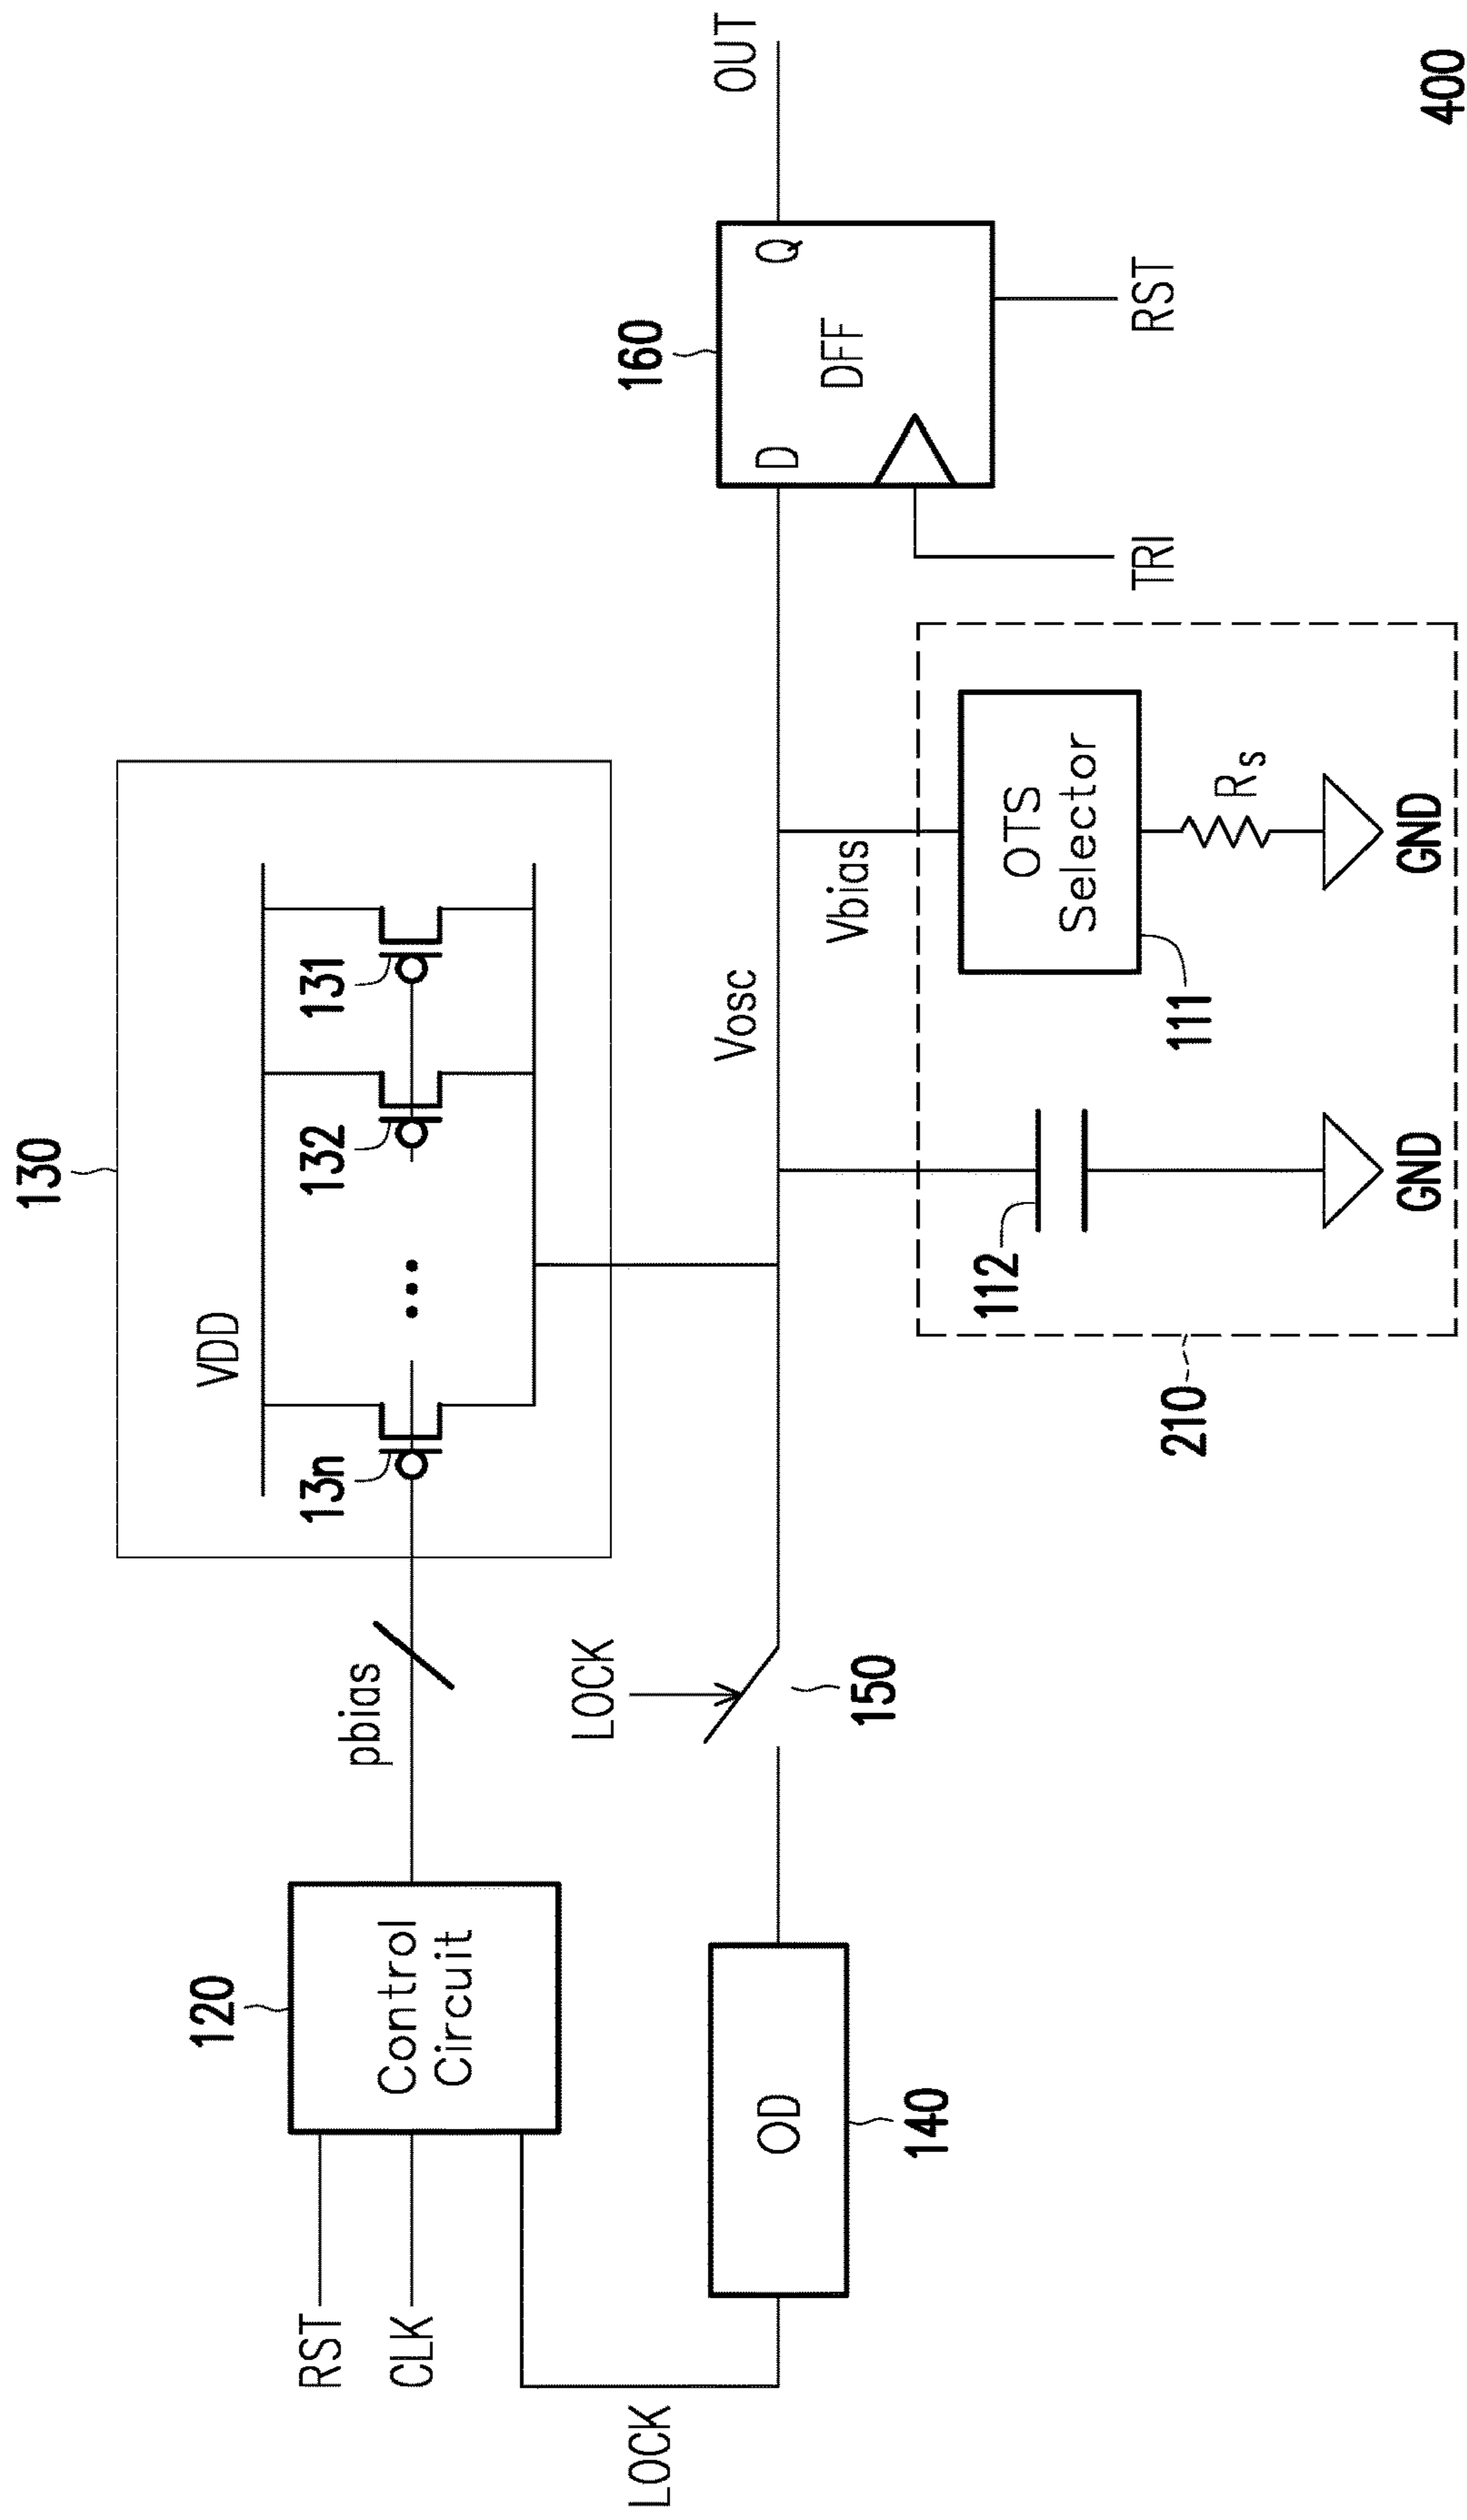 130
VDD
13n
132
131
120
pbias
RST
CLK
Control
Circuit
LOCK
LOCK
150
OD
140
Vosc
Vbias
160
D
Q
DFF
OUT
TRI
RST
112
111
OTS
Selector
Rs
210
GND
GND
400